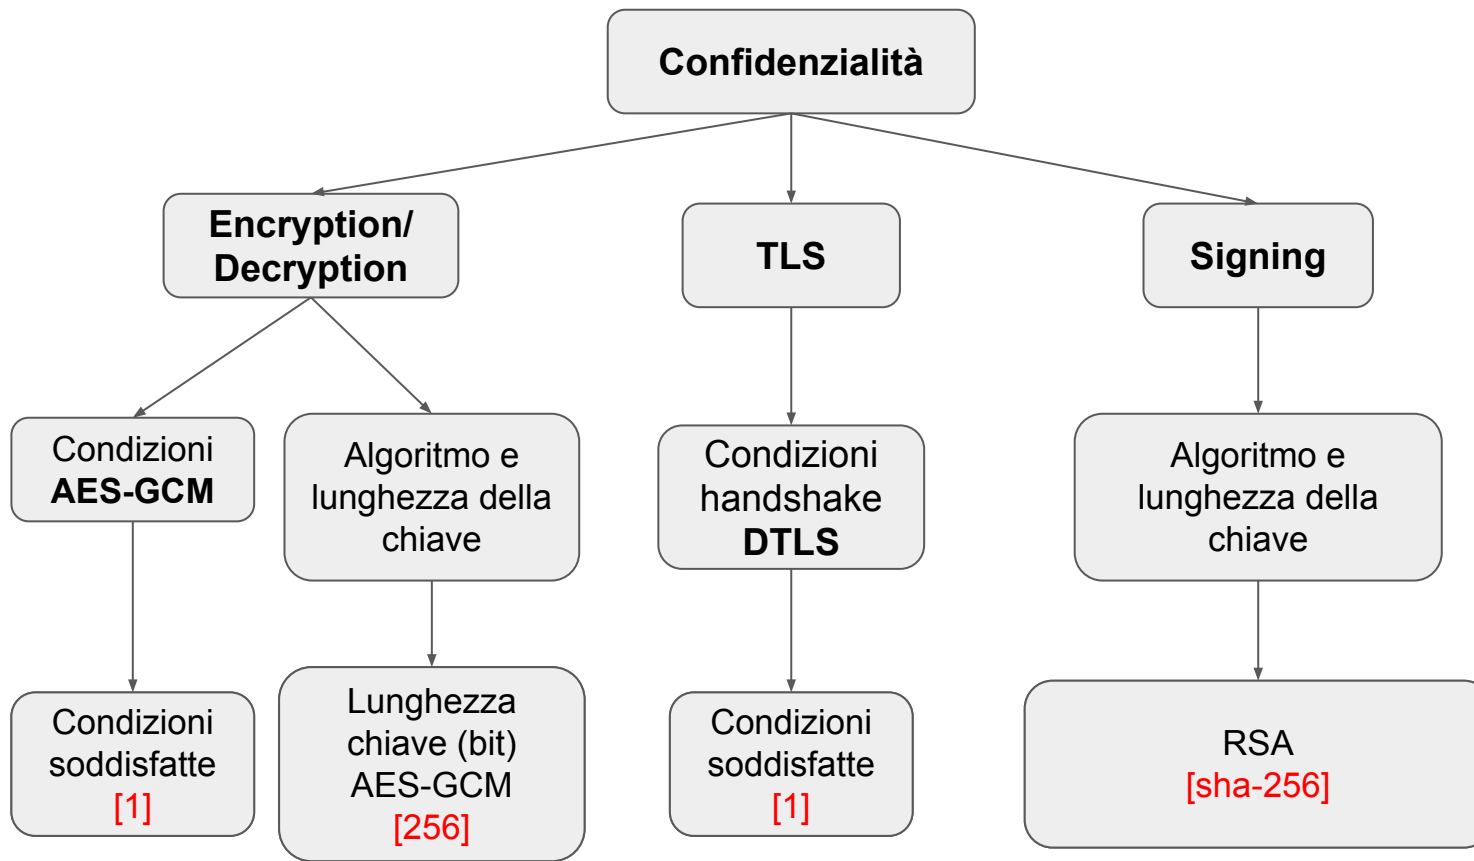 Confidenzialità
Encryption/
Decryption
TLS
Signing
Condizioni
AES-GCM
Algoritmo e
lunghezza della
chiave
Condizioni
handshake
DTLS
Algoritmo e
lunghezza della
chiave
Condizioni
soddisfatte
[1]
Lunghezza
chiave (bit)
AES-GCM
[256]
Condizioni
soddisfatte
[1]
RSA
[sha-256]